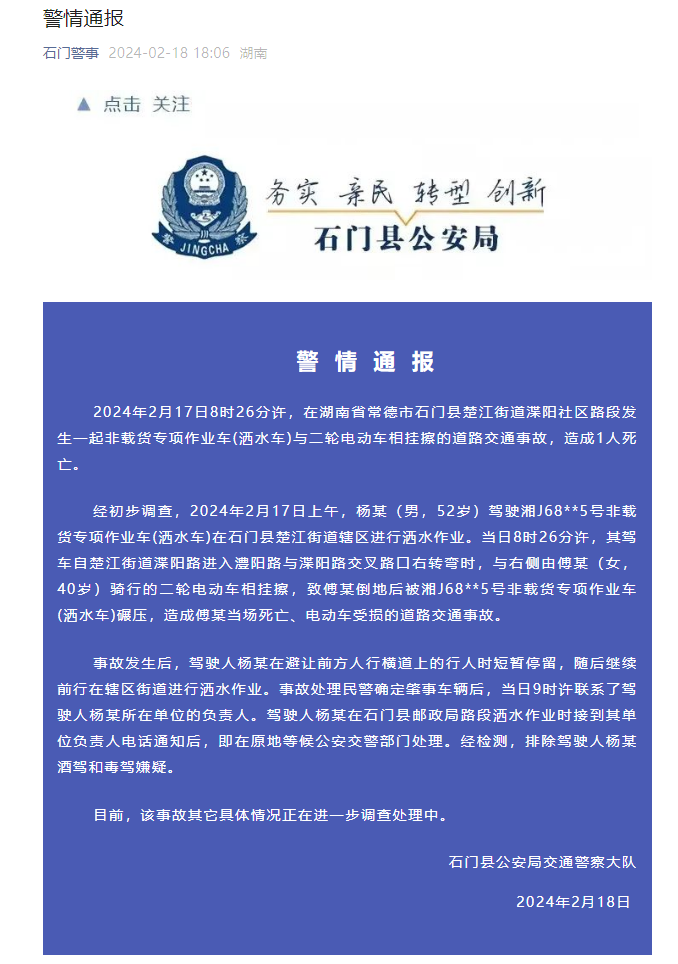 警情通报
石门警事 2024-02-18 18:06 湖南
▲ 点击 关注
务实 亲民 转型 创新
石门县公安局
警 JINGCHA 察
警情通报
2024年2月17日8时26分许，在湖南省常德市石门县楚江街道渫阳社区路段发
生一起非载货专项作业车(洒水车)与二轮电动车相挂擦的道路交通事故，造成1人死
亡。
经初步调查，2024年2月17日上午，杨某（男，52岁）驾驶湘J68**5号非载
货专项作业车(洒水车)在石门县楚江街道辖区进行洒水作业。当日8时26分许，其驾
车自楚江街道渫阳路进入澧阳路与渫阳路交叉路口右转弯时，与右侧由傅某（女，
40岁）骑行的二轮电动车相挂擦，致傅某倒地后被湘J68**5号非载货专项作业车
(洒水车)碾压，造成傅某当场死亡、电动车受损的道路交通事故。
事故发生后，驾驶人杨某在避让前方人行横道上的行人时短暂停留，随后继续
前行在辖区街道进行洒水作业。事故处理民警确定肇事车辆后，当日9时许联系了驾
驶人杨某所在单位的负责人。驾驶人杨某在石门县邮政局路段洒水作业时接到其单
位负责人电话通知后，即在原地等候公安交警部门处理。经检测，排除驾驶人杨某
酒驾和毒驾嫌疑。
目前，该事故其它具体情况正在进一步调查处理中。
石门县公安局交通警察大队
2024年2月18日